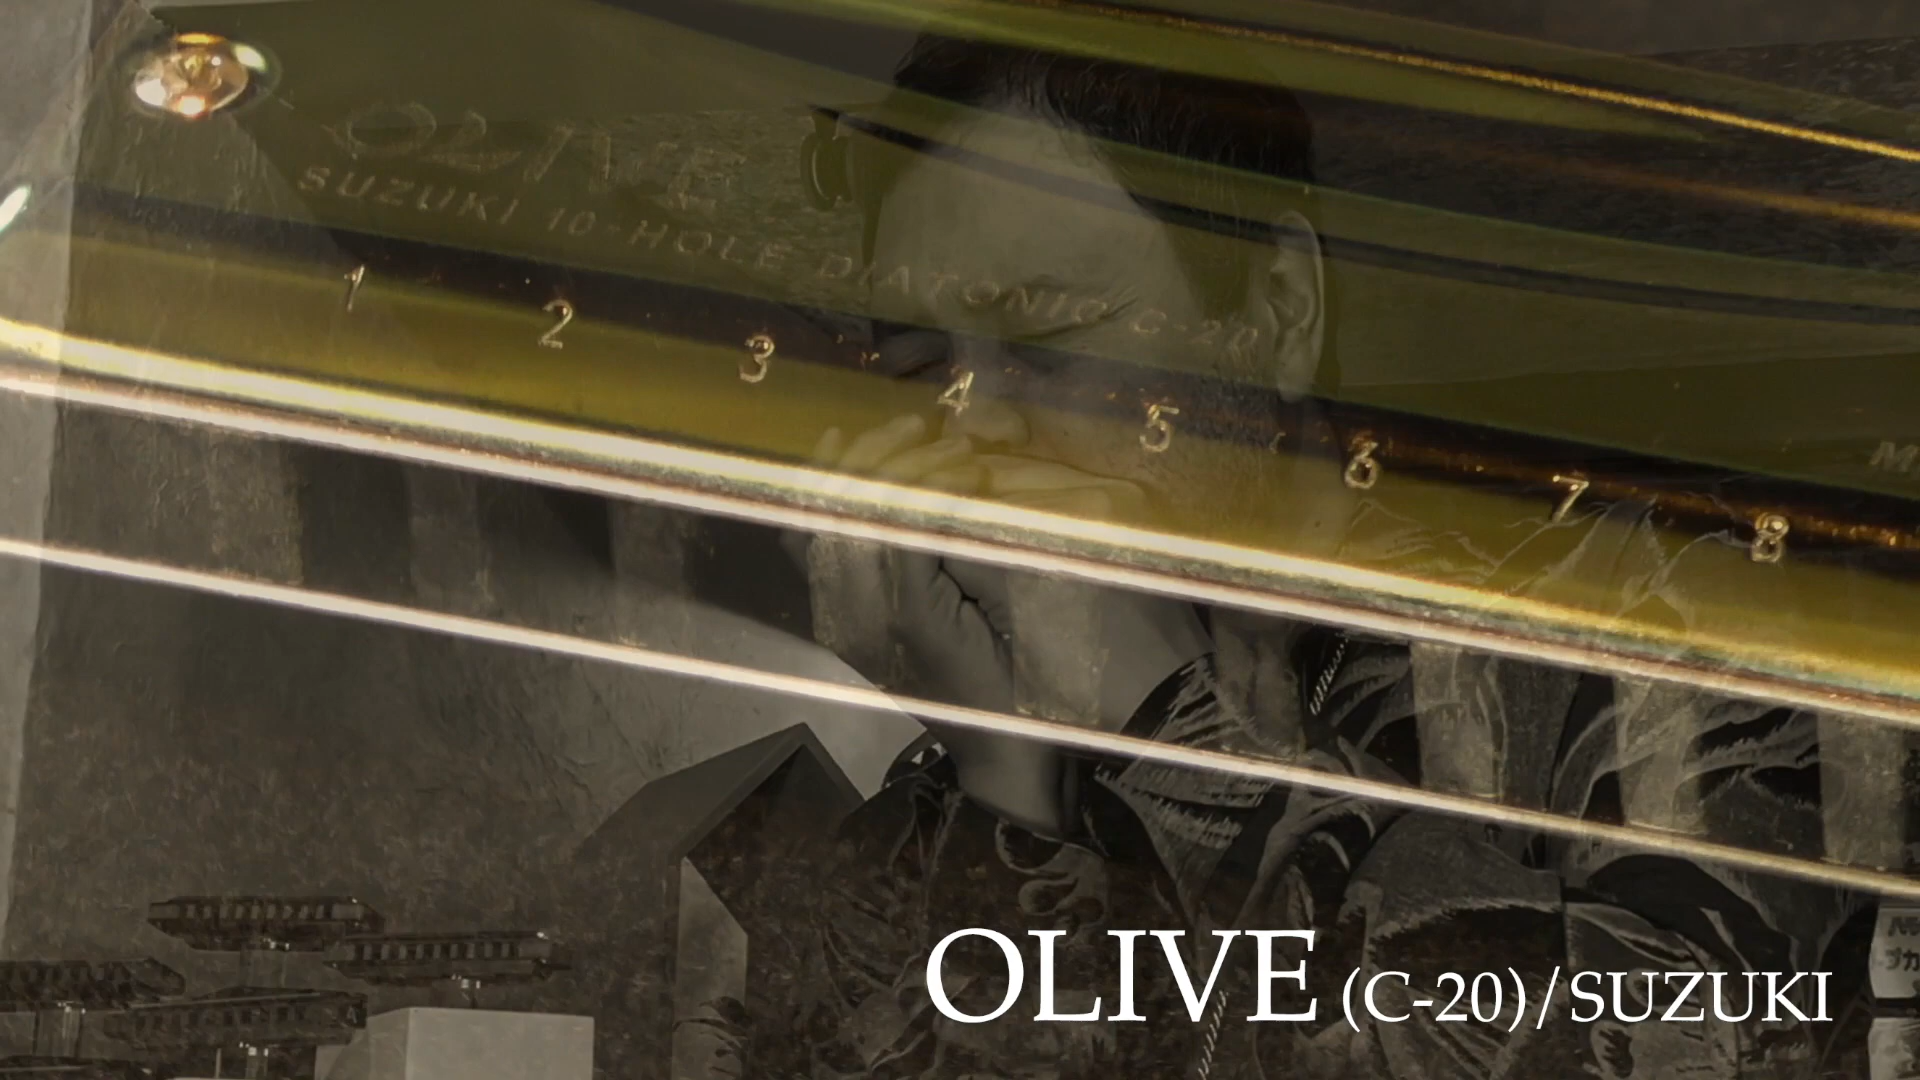 OLIVE
SUZUKI 10-HOLE DIATONIC C-20
1 2 3 4 5 6 7 8
OLIVE (C-20)/SUZUKI